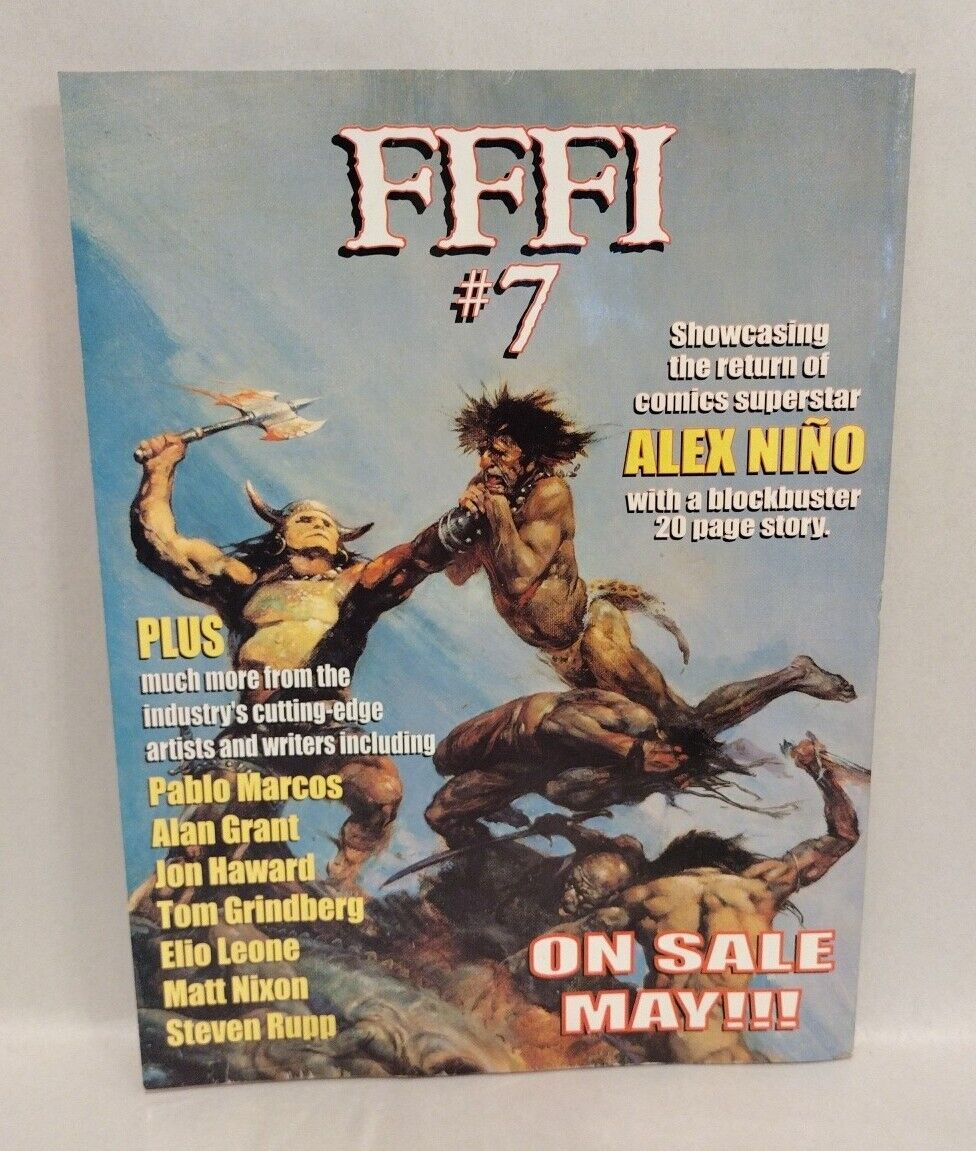 FFFI
#7
Showcasing
the return of
comics superstar
ALEX NIÑO
with a blockbuster
20 page story.
PLUS
much more from the
industry's cutting-edge
artists and writers including
Pablo Marcos
Alan Grant
Jon Haward
Tom Grindberg
Elio Leone
Matt Nixon
Steven Rupp
ON SALE
MAY!!!